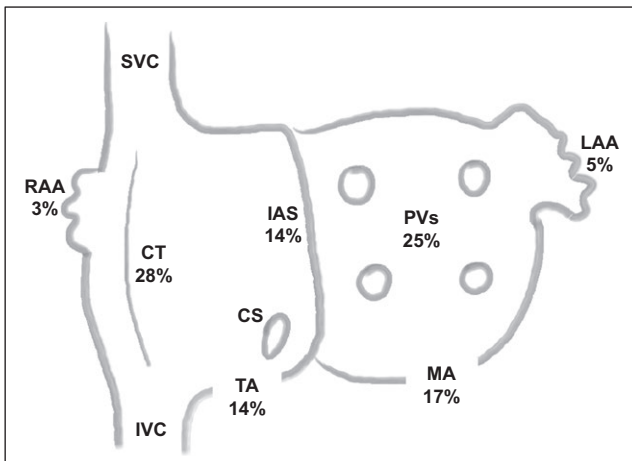 SVC
LAA
5%
RAA
3%
IAS
14%
PVs
25%
CT
28%
CS
TA
14%
MA
17%
IVC